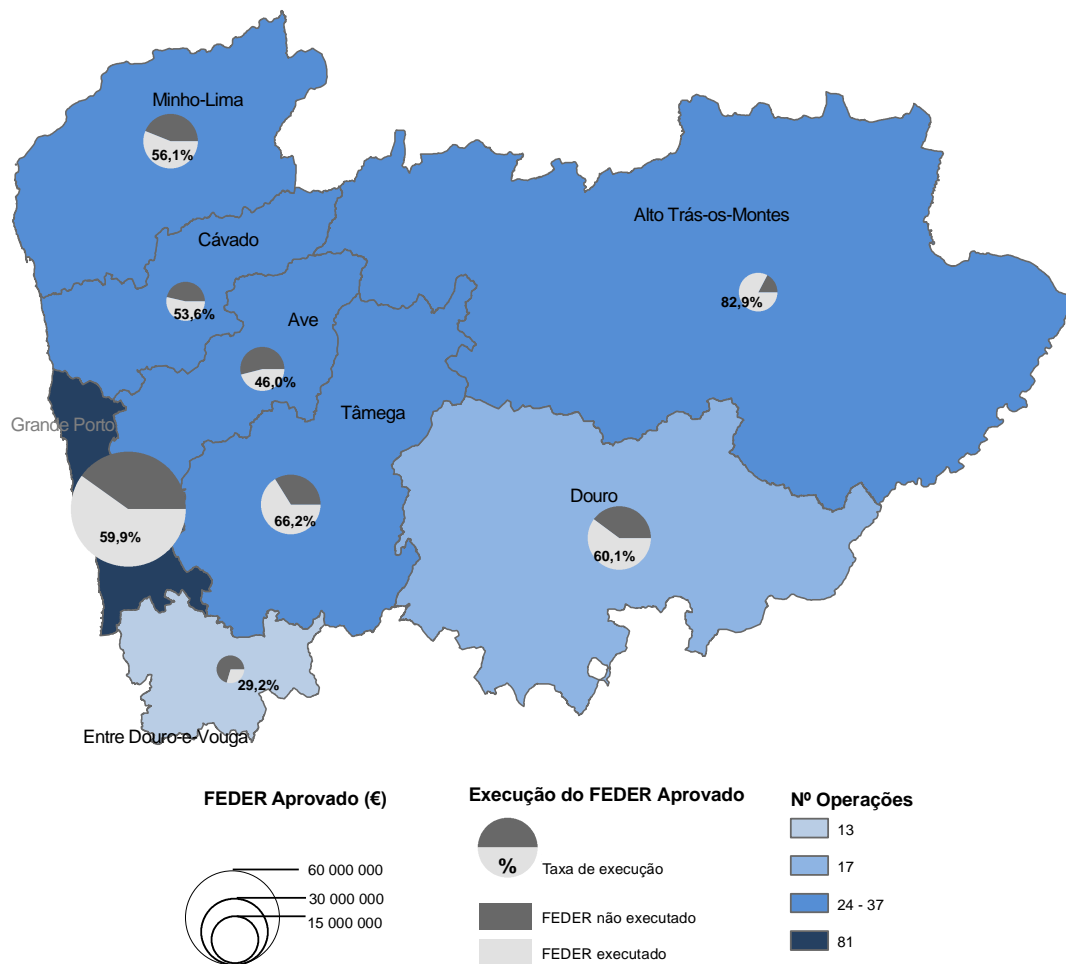 Minho-Lima
56,1%
Alto Trás-os-Montes
82,9%
Cávado
53,6%
Ave
46,0%
Tâmega
66,2%
Grande Porto
59,9%
Douro
60,1%
29,2%
Entre Douro-e-Vouga
FEDER Aprovado (€)
60 000 000
30 000 000
15 000 000
Execução do FEDER Aprovado
%
Taxa de execução
FEDER não executado
FEDER executado
Nº Operações
13
17
24 - 37
81